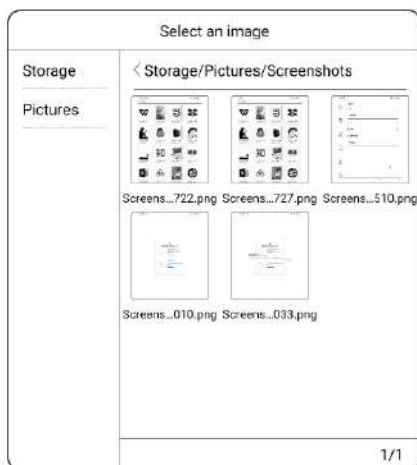 Select an image
Storage
Pictures
Storage/Pictures/Screenshots
Screens...722.png Screens...727.png Screens...510.png
Screens...010.png Screens...033.png
1/1